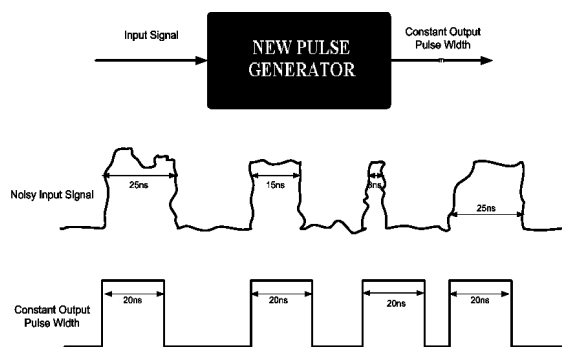 Input Signal
NEW PULSE
GENERATOR
Constant Output
Pulse Width
Noisy Input Signal
25ns
15ns
8ns
25ns
Constant Output
Pulse Width
20ns
20ns
20ns
20ns